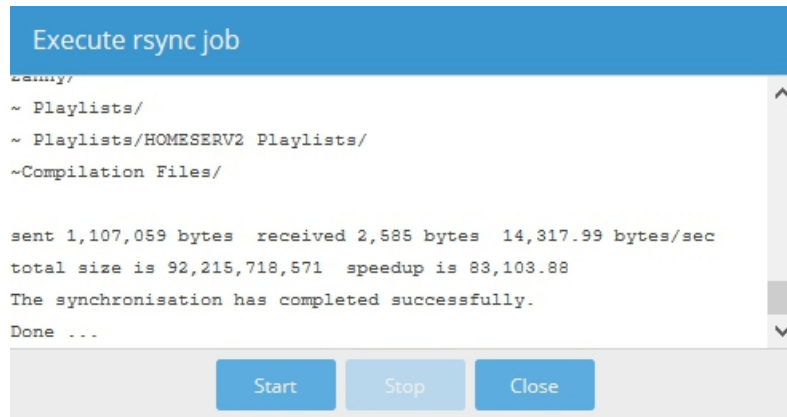 Execute rsync job
~ Playlists/
~ Playlists/HOMESERV2 Playlists/
~Compilation Files/
sent 1,107,059 bytes  received 2,585 bytes  14,317.99 bytes/sec
total size is 92,215,718,571  speedup is 83,103.88
The synchronisation has completed successfully.
Done ...
Start
Stop
Close